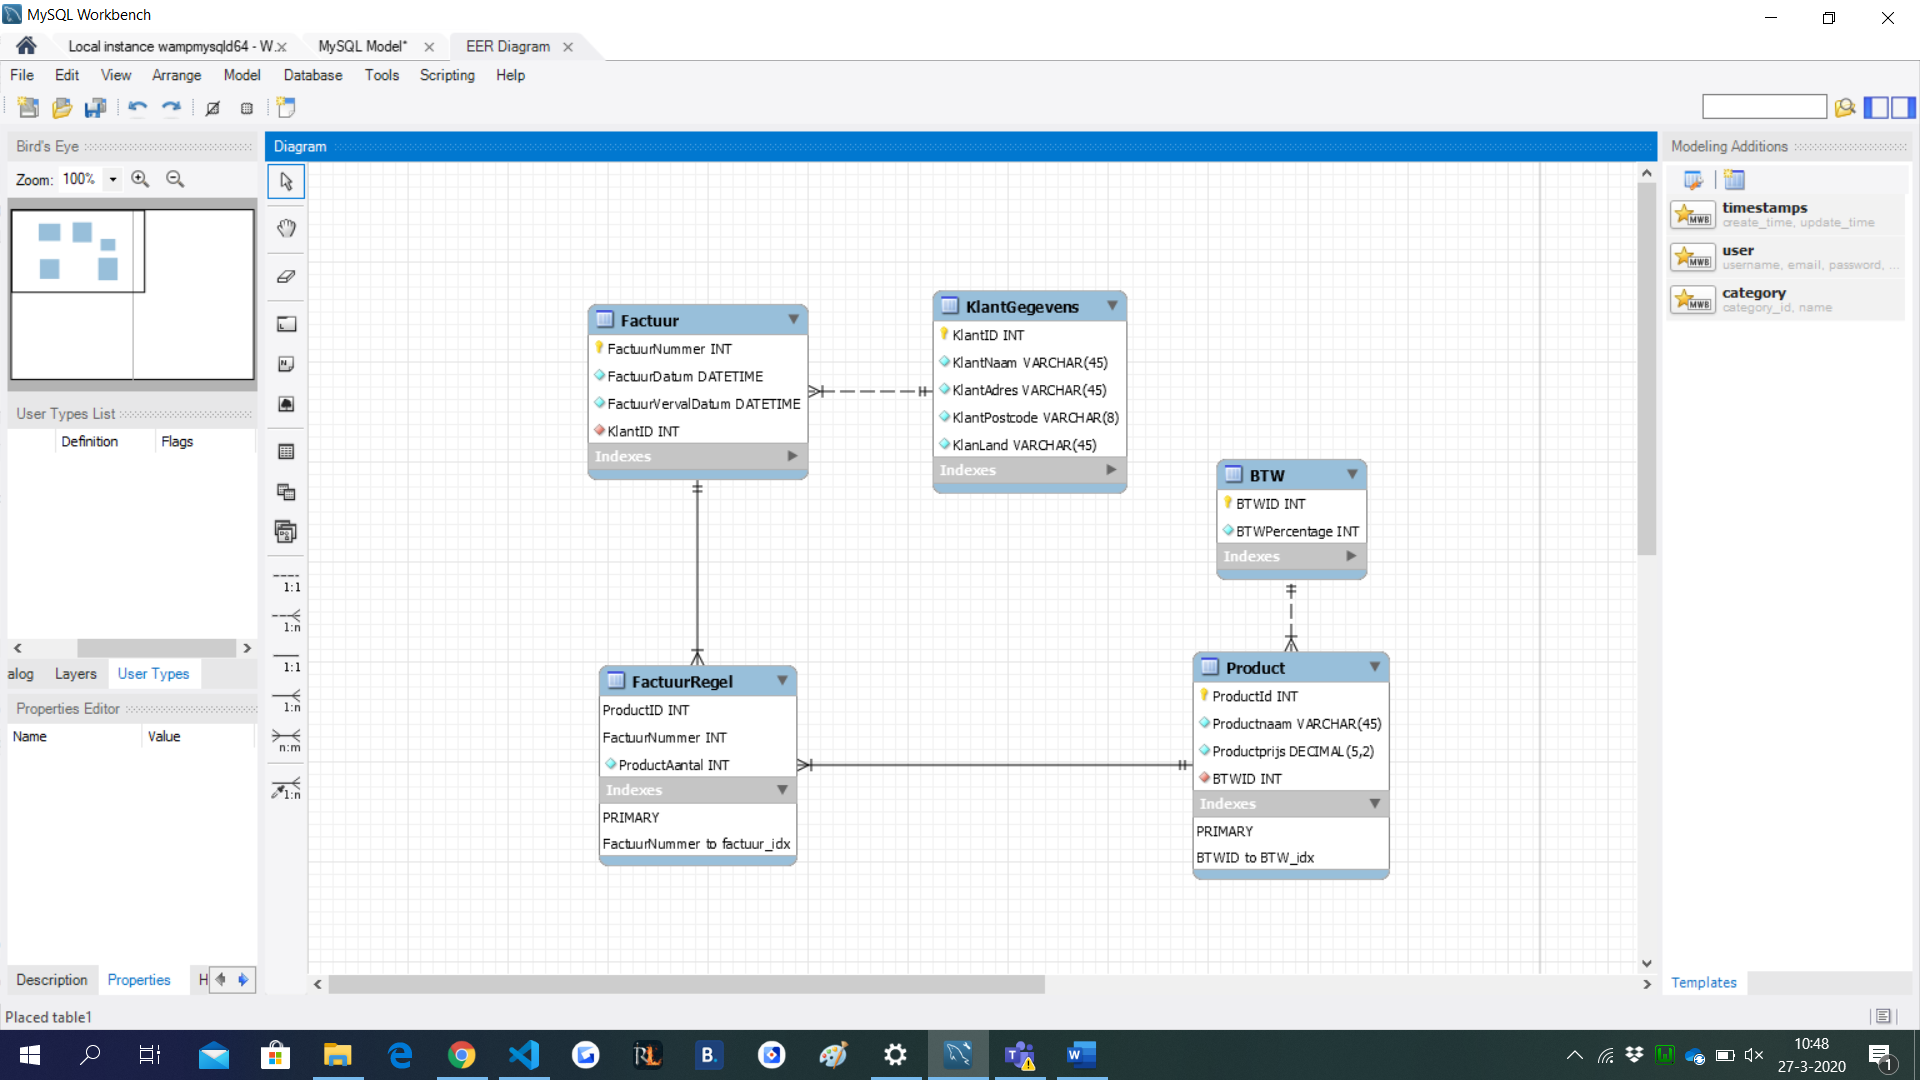 MySQL Workbench
Local instance wampmysqld64 - W...
MySQL Model*
EER Diagram
File Edit View Arrange Model Database Tools Scripting Help
Bird's Eye
Zoom: 100%
User Types List
Definition Flags
alog Layers User Types
Properties Editor
Name Value
Description Properties H
Placed table1
Diagram
1:1
1:n
1:1
1:n
n:m
1:n
Factuur
FactuurNummer INT
FactuurDatum DATETIME
FactuurVervalDatum DATETIME
KlantID INT
Indexes
KlantGegevens
KlantID INT
KlantNaam VARCHAR(45)
KlantAdres VARCHAR(45)
KlantPostcode VARCHAR(8)
KlanLand VARCHAR(45)
Indexes
BTW
BTWID INT
BTWPercentage INT
Indexes
FactuurRegel
ProductID INT
FactuurNummer INT
ProductAantal INT
Indexes
PRIMARY
FactuurNummer to factuur_idx
Product
ProductId INT
Productnaam VARCHAR(45)
Productprijs DECIMAL(5,2)
BTWID INT
Indexes
PRIMARY
BTWID to BTW_idx
Modeling Additions
MWB
timestamps
create_time, update_time
MWB
user
username, email, password, ...
MWB
category
category_id, name
Templates
10:48
27-3-2020
1